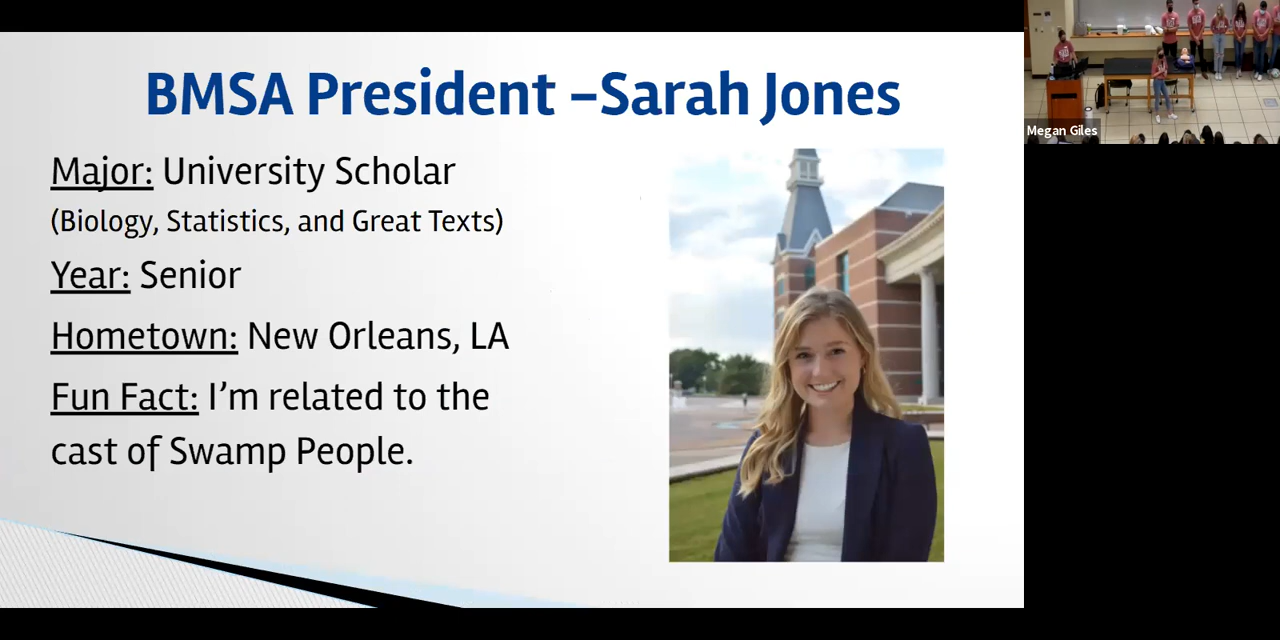 BMSA President –Sarah Jones
Major: University Scholar
(Biology, Statistics, and Great Texts)
Year: Senior
Hometown: New Orleans, LA
Fun Fact: I’m related to the
cast of Swamp People.
Megan Giles